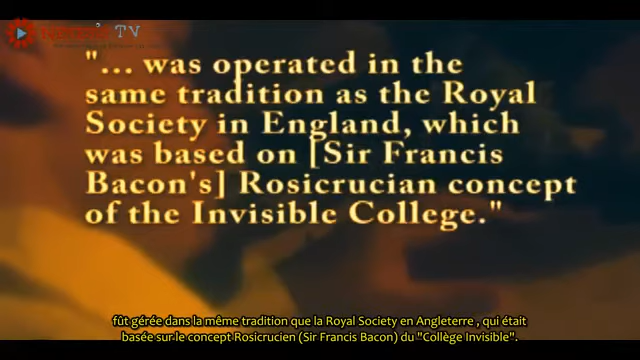 TV
"... was operated in the
same tradition as the Royal
Society in England, which
was based on [Sir Francis
Bacon's] Rosicrucian concept
of the Invisible College."
fût gérée dans la même tradition que la Royal Society en Angleterre , qui était
basée sur le concept Rosicrucien (Sir Francis Bacon) du "Collège Invisible".